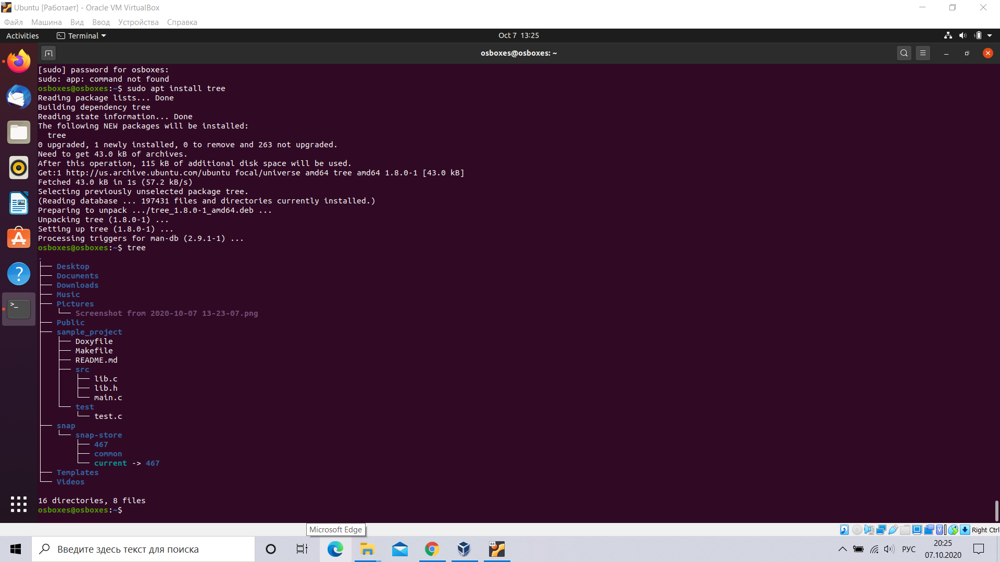 Ubuntu [Работает] - Oracle VM VirtualBox
Файл Машина Вид Ввод Устройства Справка
Activities Terminal Oct 7 13:25
osboxes@osboxes: ~
[sudo] password for osboxes:
sudo: app: command not found
osboxes@osboxes:~$ sudo apt install tree
Reading package lists... Done
Building dependency tree
Reading state information... Done
The following NEW packages will be installed:
  tree
0 upgraded, 1 newly installed, 0 to remove and 263 not upgraded.
Need to get 43.0 kB of archives.
After this operation, 115 kB of additional disk space will be used.
Get:1 http://us.archive.ubuntu.com/ubuntu focal/universe amd64 tree amd64 1.8.0-1 [43.0 kB]
Fetched 43.0 kB in 1s (57.2 kB/s)
Selecting previously unselected package tree.
(Reading database ... 197431 files and directories currently installed.)
Preparing to unpack .../tree_1.8.0-1_amd64.deb ...
Unpacking tree (1.8.0-1) ...
Setting up tree (1.8.0-1) ...
Processing triggers for man-db (2.9.1-1) ...
osboxes@osboxes:~$ tree
.
├── Desktop
├── Documents
├── Downloads
├── Music
├── Pictures
│   └── Screenshot from 2020-10-07 13-23-07.png
├── Public
├── sample_project
│   ├── Doxyfile
│   ├── Makefile
│   ├── README.md
│   ├── src
│   │   ├── lib.c
│   │   ├── lib.h
│   │   └── main.c
│   └── test
│       └── test.c
├── snap
│   └── snap-store
│       ├── 467
│       ├── common
│       └── current -> 467
├── Templates
└── Videos

16 directories, 8 files
osboxes@osboxes:~$
Microsoft Edge
Right Ctrl
Введите здесь текст для поиска
РУС
20:25
07.10.2020